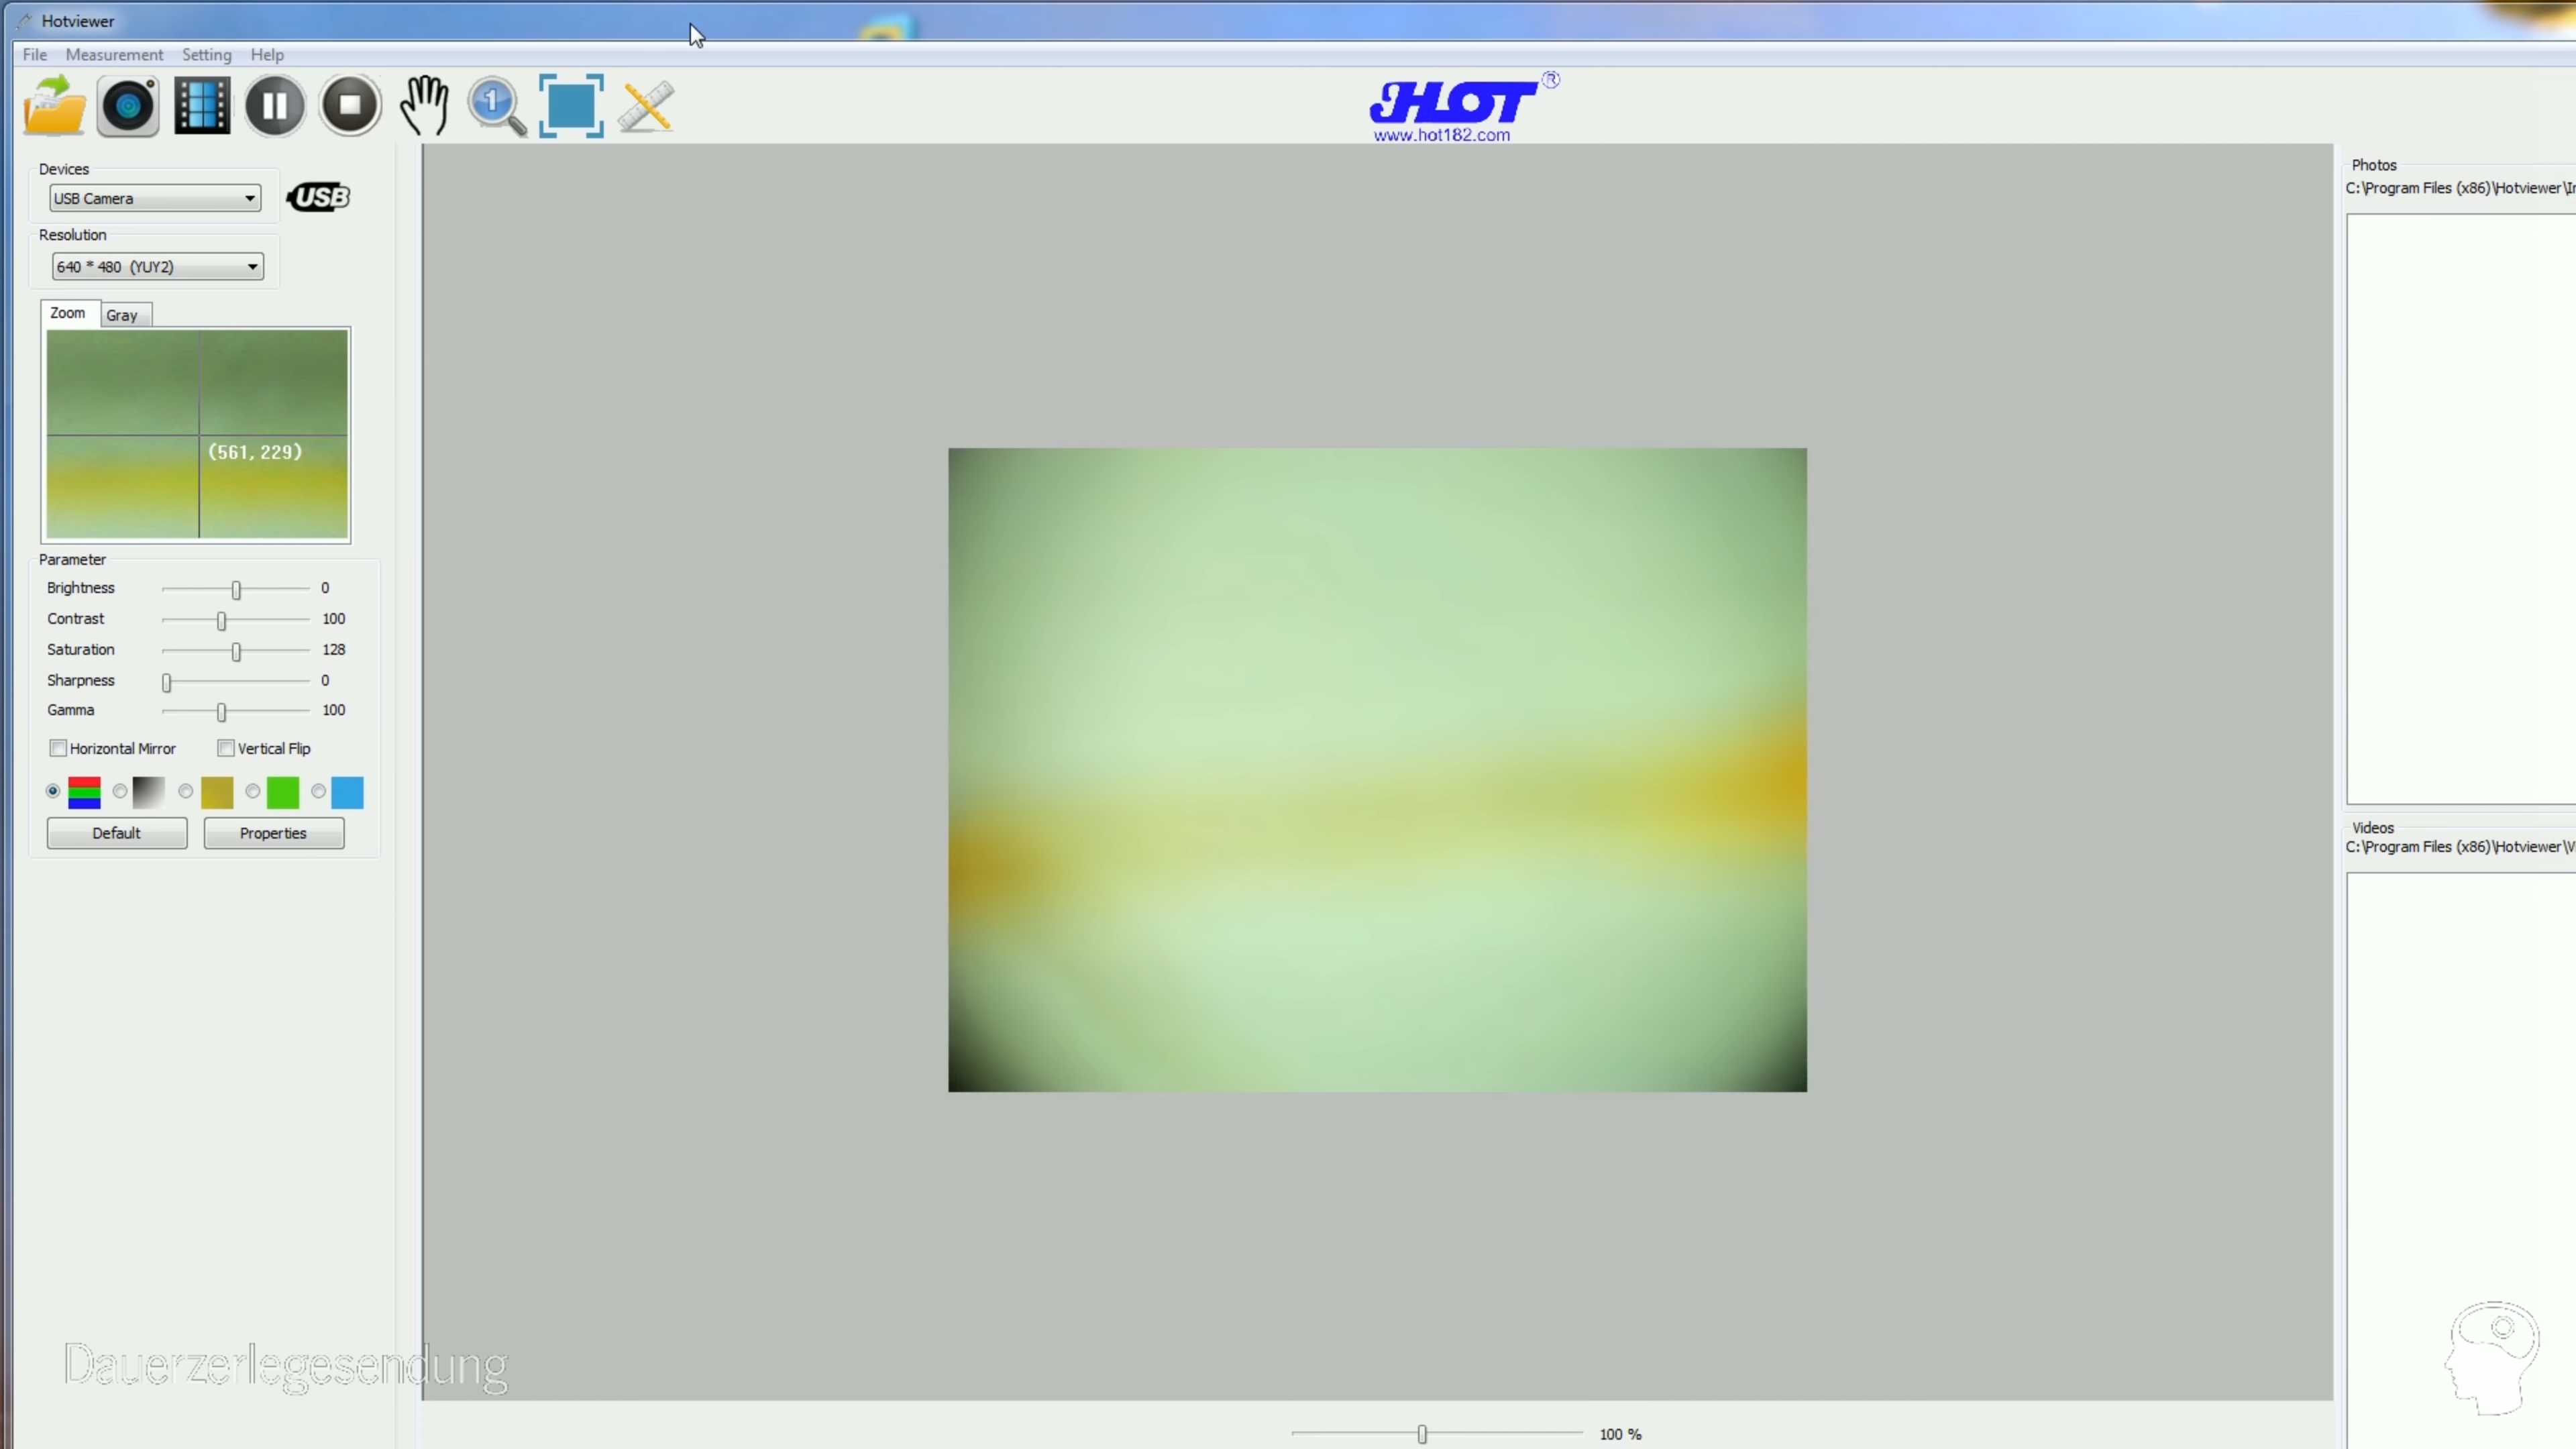 Hotviewer
File Measurement Setting Help
1
HOT ®
www.hot182.com
Devices
USB Camera
USB
Resolution
640 * 480 (YUY2)
Zoom Gray
(561, 229)
Parameter
Brightness 0
Contrast 100
Saturation 128
Sharpness 0
Gamma 100
Horizontal Mirror Vertical Flip
Default Properties
Photos
C:\Program Files (x86)\Hotviewer\
Videos
C:\Program Files (x86)\Hotviewer\
Dauerzerlegesendung
100 %